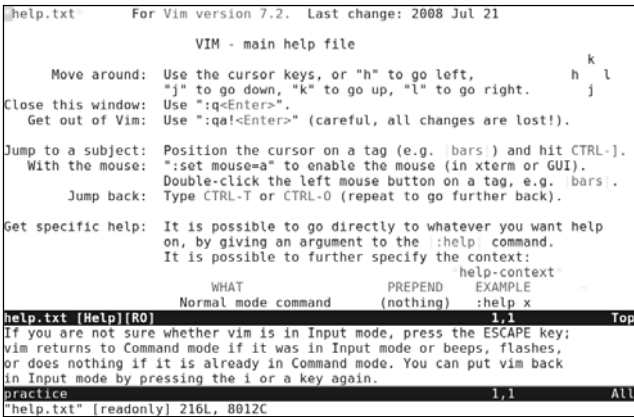 help.txt For Vim version 7.2. Last change: 2008 Jul 21
VIM - main help file
k
Move around: Use the cursor keys, or "h" to go left, h l
"j" to go down, "k" to go up, "l" to go right. j
Close this window: Use ":q<Enter>".
Get out of Vim: Use ":qa!<Enter>" (careful, all changes are lost!).
Jump to a subject: Position the cursor on a tag (e.g. |bars|) and hit CTRL-].
With the mouse: ":set mouse=a" to enable the mouse (in xterm or GUI).
Double-click the left mouse button on a tag, e.g. |bars|.
Jump back: Type CTRL-T or CTRL-O (repeat to go further back).
Get specific help: It is possible to go directly to whatever you want help
on, by giving an argument to the |:help| command.
It is possible to further specify the context:
*help-context*
WHAT PREPEND EXAMPLE ~
Normal mode command (nothing) :help x
help.txt [Help][RO] 1,1 Top
If you are not sure whether vim is in Input mode, press the ESCAPE key;
vim returns to Command mode if it was in Input mode or beeps, flashes,
or does nothing if it is already in Command mode. You can put vim back
in Input mode by pressing the i or a key again.
practice 1,1 All
"help.txt" [readonly] 216L, 8012C